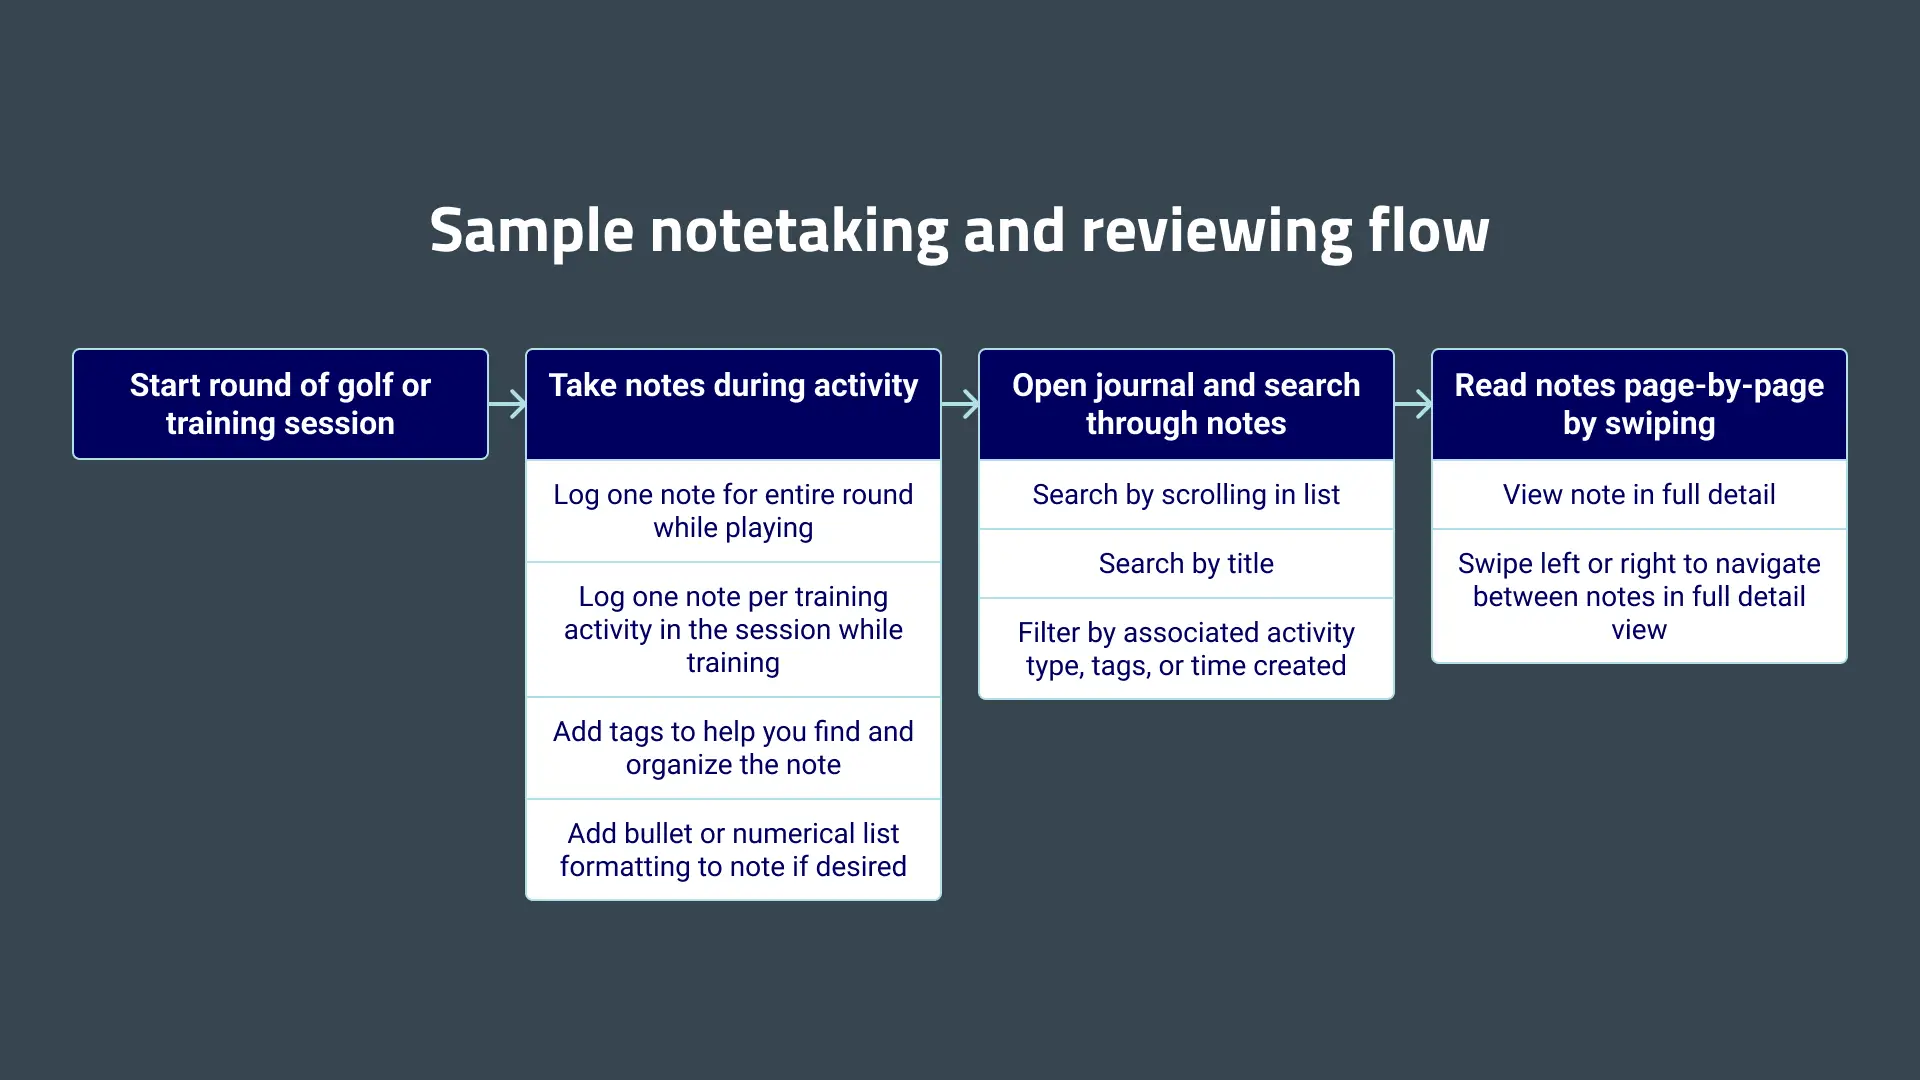 Sample notetaking and reviewing flow
Start round of golf or
training session
Take notes during activity
Log one note for entire round
while playing
Log one note per training
activity in the session while
training
Add tags to help you find and
organize the note
Add bullet or numerical list
formatting to note if desired
Open journal and search
through notes
Search by scrolling in list
Search by title
Filter by associated activity
type, tags, or time created
Read notes page-by-page
by swiping
View note in full detail
Swipe left or right to navigate
between notes in full detail
view